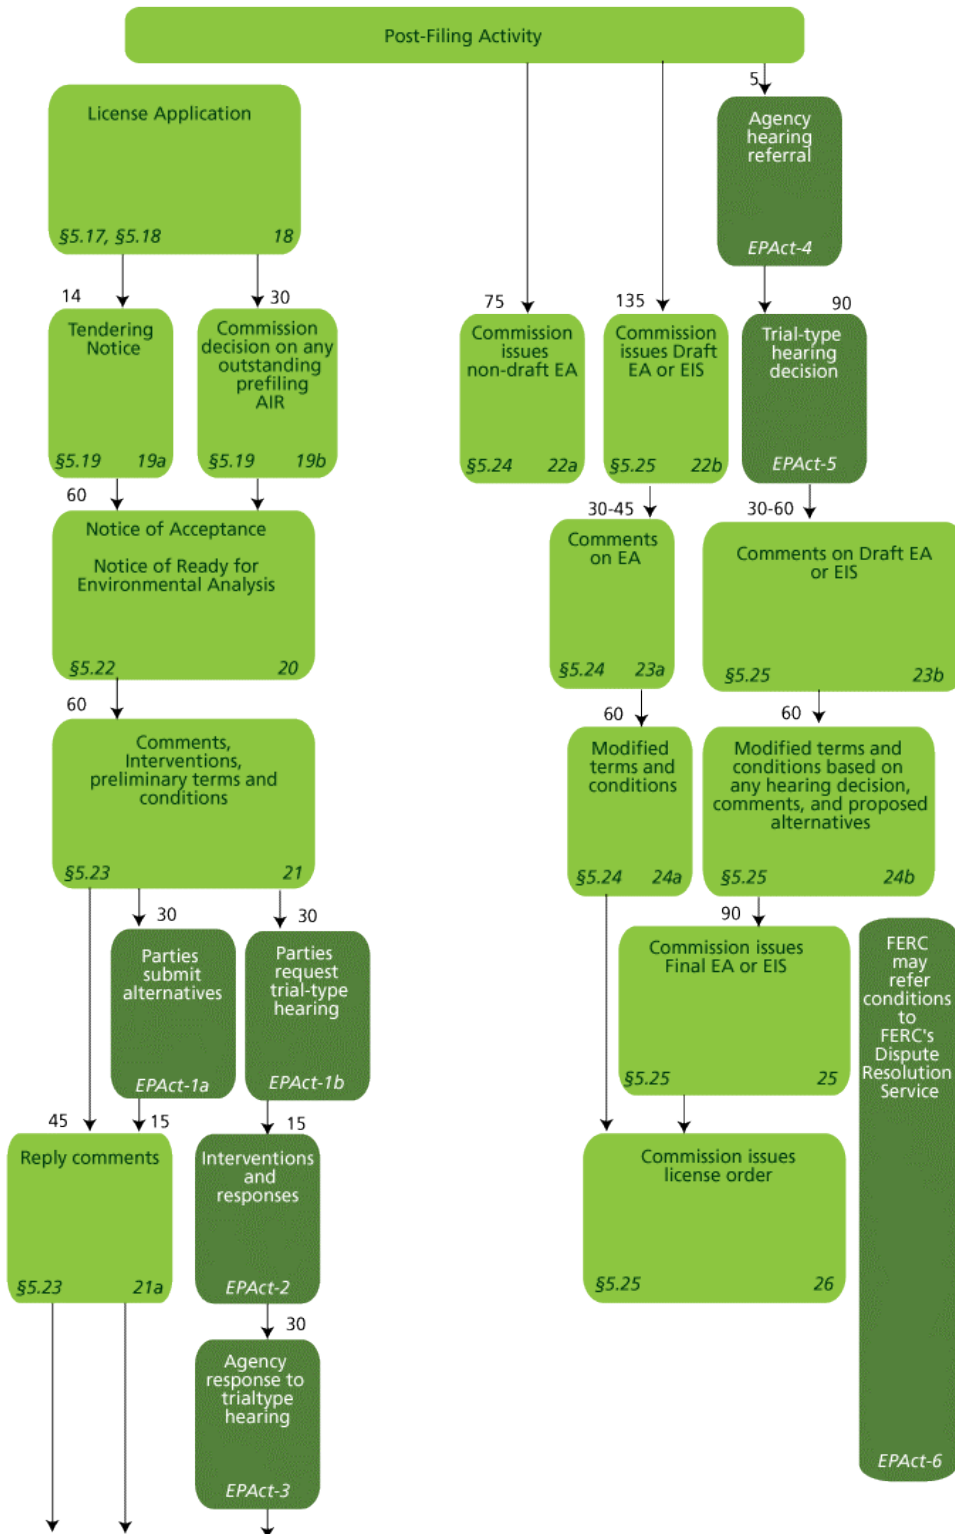 Post-Filing Activity
License Application
§5.17, §5.18
18
14
30
Tendering
Notice
§5.19
19a
Commission
decision on any
outstanding
prefiling
AIR
§5.19
19b
60
Notice of Acceptance
Notice of Ready for
Environmental Analysis
§5.22
20
60
Comments,
Interventions,
preliminary terms and
conditions
§5.23
21
30
30
Parties
submit
alternatives
EPAct-1a
Parties
request
trial-type
hearing
EPAct-1b
45
15
15
Reply comments
§5.23
21a
Interventions
and
responses
EPAct-2
30
Agency
response to
trialtype
hearing
EPAct-3
5
Agency
hearing
referral
EPAct-4
75
135
90
Commission
issues
non-draft EA
§5.24
22a
Commission
issues Draft
EA or EIS
§5.25
22b
Trial-type
hearing
decision
EPAct-5
30-45
30-60
Comments
on EA
§5.24
23a
Comments on Draft EA
or EIS
§5.25
23b
60
60
Modified
terms and
conditions
§5.24
24a
Modified terms and
conditions based on
any hearing decision,
comments, and proposed
alternatives
§5.25
24b
90
Commission issues
Final EA or EIS
§5.25
25
Commission issues
license order
§5.25
26
FERC
may
refer
conditions
to
FERC's
Dispute
Resolution
Service
EPAct-6